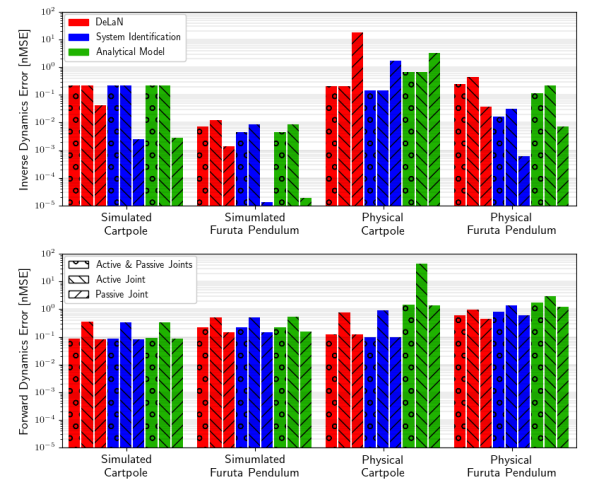 Inverse Dynamics Error [nMSE]
10²
10¹
10⁰
10⁻¹
10⁻²
10⁻³
10⁻⁴
10⁻⁵
DeLaN
System Identification
Analytical Model
Simulated
Cartpole
Simumlated
Furuta Pendulum
Physical
Cartpole
Physical
Furuta Pendulum
Forward Dynamics Error [nMSE]
10²
10¹
10⁰
10⁻¹
10⁻²
10⁻³
10⁻⁴
10⁻⁵
Active & Passive Joints
Active Joint
Passive Joint
Simulated
Cartpole
Simumlated
Furuta Pendulum
Physical
Cartpole
Physical
Furuta Pendulum